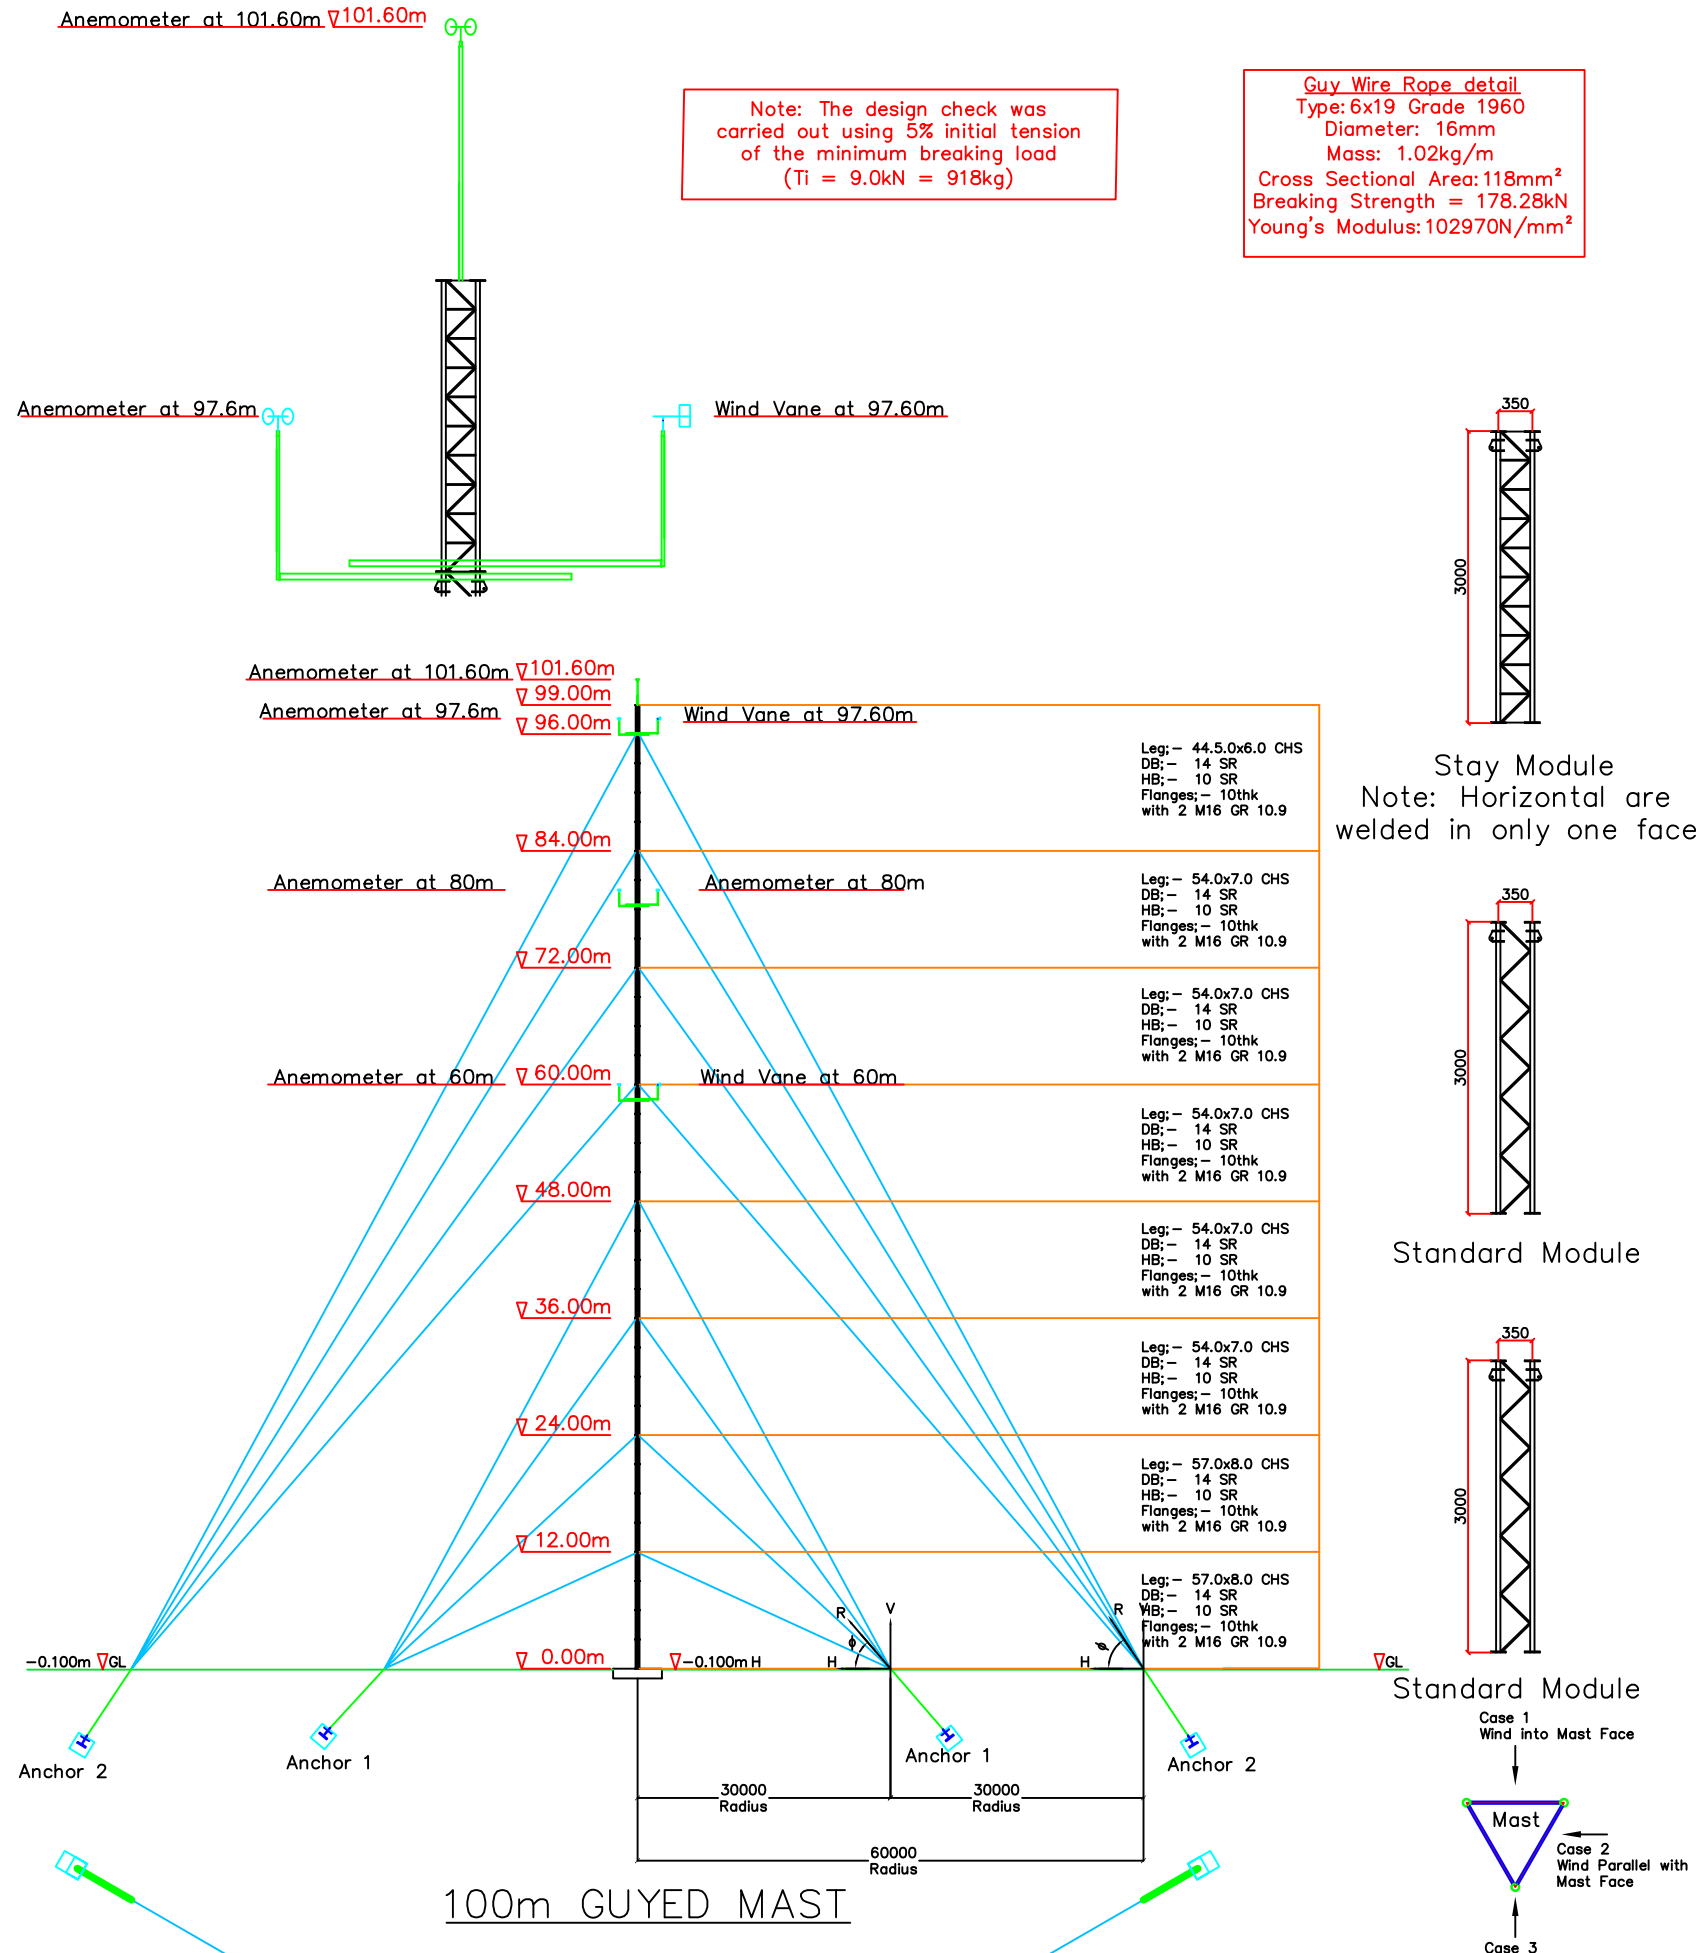 Anemometer at 101.60m 101.60m
Note: The design check was
carried out using 5% initial tension
of the minimum breaking load
(Ti = 9.0kN = 918kg)
Guy Wire Rope detail
Type: 6x19 Grade 1960
Diameter: 16mm
Mass: 1.02kg/m
Cross Sectional Area: 118mm²
Breaking Strength = 178.28kN
Young's Modulus: 102970N/mm²
Anemometer at 97.6m
Wind Vane at 97.60m
350
3000
Stay Module
Note: Horizontal are
welded in only one face
Anemometer at 101.60m 101.60m
99.00m
Anemometer at 97.6m
96.00m
Wind Vane at 97.60m
Leg;- 44.5.0x6.0 CHS
DB;- 14 SR
HB;- 10 SR
Flanges;- 10thk
with 2 M16 GR 10.9
84.00m
Anemometer at 80m
Anemometer at 80m
Leg;- 54.0x7.0 CHS
DB;- 14 SR
HB;- 10 SR
Flanges;- 10thk
with 2 M16 GR 10.9
72.00m
Leg;- 54.0x7.0 CHS
DB;- 14 SR
HB;- 10 SR
Flanges;- 10thk
with 2 M16 GR 10.9
Anemometer at 60m
60.00m
Wind Vane at 60m
Leg;- 54.0x7.0 CHS
DB;- 14 SR
HB;- 10 SR
Flanges;- 10thk
with 2 M16 GR 10.9
48.00m
Leg;- 54.0x7.0 CHS
DB;- 14 SR
HB;- 10 SR
Flanges;- 10thk
with 2 M16 GR 10.9
36.00m
Leg;- 54.0x7.0 CHS
DB;- 14 SR
HB;- 10 SR
Flanges;- 10thk
with 2 M16 GR 10.9
24.00m
Leg;- 57.0x8.0 CHS
DB;- 14 SR
HB;- 10 SR
Flanges;- 10thk
with 2 M16 GR 10.9
12.00m
Leg;- 57.0x8.0 CHS
DB;- 14 SR
HB;- 10 SR
Flanges;- 10thk
with 2 M16 GR 10.9
350
3000
Standard Module
350
3000
Standard Module
R
V
ϕ
H
R
V
ϕ
H
-0.100m GL
0.00m
-0.100m H
GL
Anchor 2
Anchor 1
Anchor 1
Anchor 2
30000
Radius
30000
Radius
60000
Radius
100m GUYED MAST
Case 1
Wind into Mast Face
Mast
Case 2
Wind Parallel with
Mast Face
Case 3